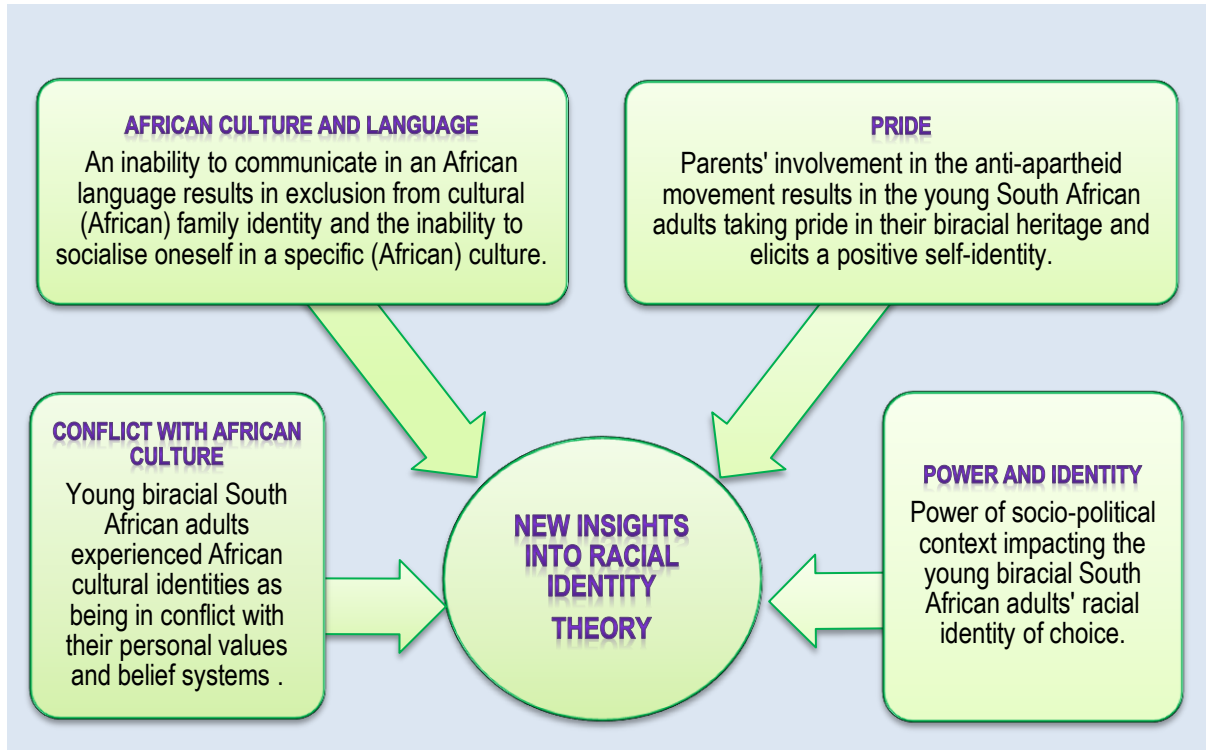 AFRICAN CULTURE AND LANGUAGE
An inability to communicate in an African
language results in exclusion from cultural
(African) family identity and the inability to
socialise oneself in a specific (African) culture.
PRIDE
Parents' involvement in the anti-apartheid
movement results in the young South African
adults taking pride in their biracial heritage and
elicits a positive self-identity.
CONFLICT WITH AFRICAN
CULTURE
Young biracial South
African adults
experienced African
cultural identities as
being in conflict with
their personal values
and belief systems .
NEW INSIGHTS
INTO RACIAL
IDENTITY
THEORY
POWER AND IDENTITY
Power of socio-political
context impacting the
young biracial South
African adults' racial
identity of choice.